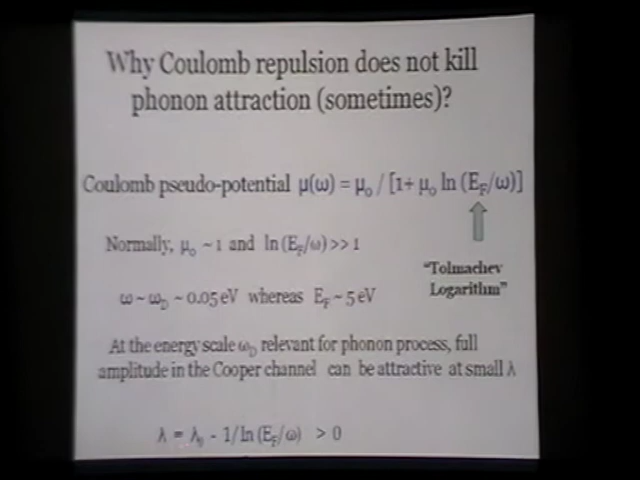 Why Coulomb repulsion does not kill
phonon attraction (sometimes)?
Coulomb pseudo-potential μ(ω) = μ₀ / [1+ μ₀ ln (E_F/ω)]
Normally, μ₀ ~ 1 and ln (E_F/ω) >> 1
"Tolmachev
Logarithm"
ω ~ ω_D ~ 0.05 eV whereas E_F ~ 5 eV
At the energy scale ω_D relevant for phonon process, full
amplitude in the Cooper channel can be attractive at small λ
λ = λ₀ - 1/ln (E_F/ω) > 0